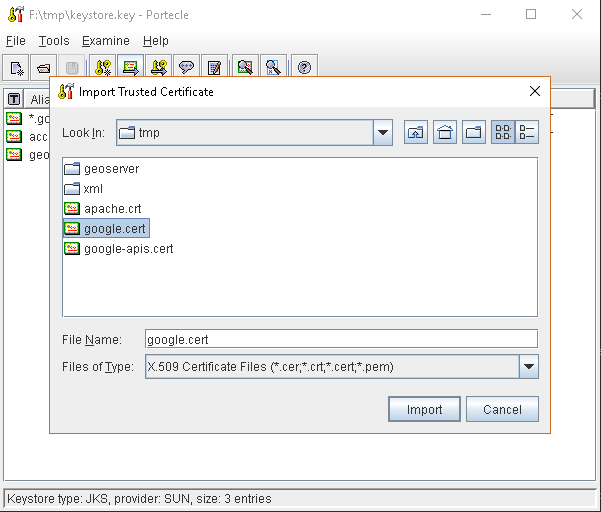 F:\tmp\keystore.key - Portecle
File Tools Examine Help
T Alia
*.go
acc
geo
Import Trusted Certificate
Look In: tmp
geoserver
xml
apache.crt
google.cert
google-apis.cert
File Name: google.cert
Files of Type: X.509 Certificate Files (*.cer;*.crt;*.cert;*.pem)
Import Cancel
Keystore type: JKS, provider: SUN, size: 3 entries